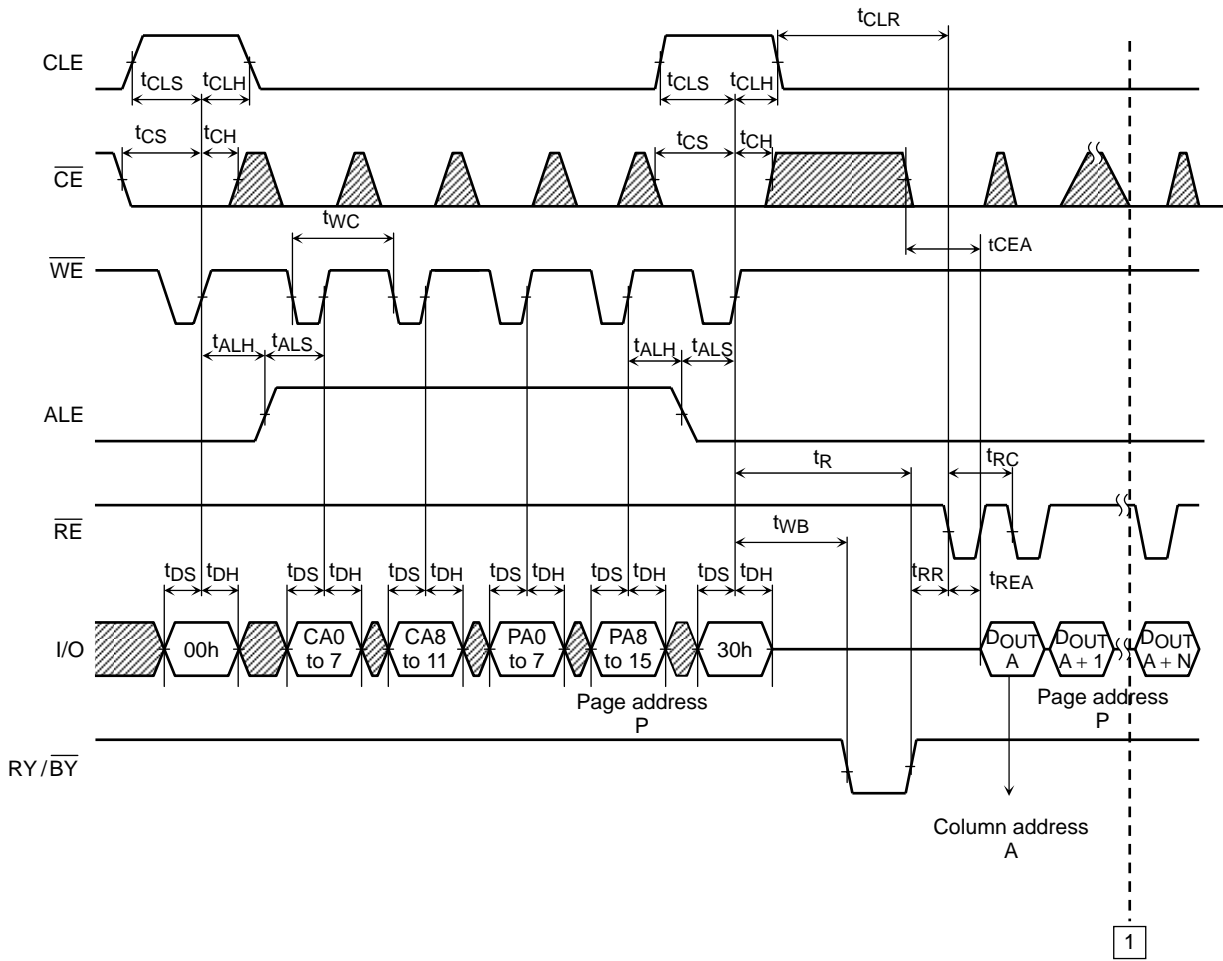 tCLR
CLE
tCLS tCLH tCLS tCLH
tCS tCH tCS tCH
CE
tWC
tCEA
WE
tALH tALS tALH tALS
ALE
tR tRC
RE
tWB
tDS tDH tDS tDH tDS tDH tDS tDH tDS tDH tDS tDH tRR tREA
I/O
00h
CA0
to 7
CA8
to 11
PA0
to 7
PA8
to 15
30h
DOUT
A
DOUT
A + 1
DOUT
A + N
Page address
P
Page address
P
RY / BY
Column address
A
1